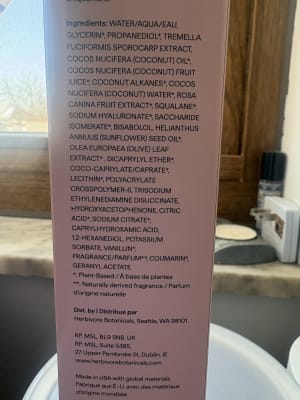 Ingredients: WATER/AQUA/EAU,
GLYCERIN*, PROPANEDIOL*, TREMELLA
FUCIFORMIS SPOROCARP EXTRACT,
COCOS NUCIFERA (COCONUT) OIL*,
COCOS NUCIFERA (COCONUT) FRUIT
JUICE*, COCONUT ALKANES*, COCOS
NUCIFERA (COCONUT) WATER*, ROSA
CANINA FRUIT EXTRACT*, SQUALANE*,
SODIUM HYALURONATE*, SACCHARIDE
ISOMERATE*, BISABOLOL, HELIANTHUS
ANNUUS (SUNFLOWER) SEED OIL*,
OLEA EUROPAEA (OLIVE) LEAF
EXTRACT*, DICAPRYLYL ETHER*,
COCO-CAPRYLATE/CAPRATE*,
LECITHIN*, POLYACRYLATE
CROSSPOLYMER-6, TRISODIUM
ETHYLENEDIAMINE DISUCCINATE,
HYDROXYACETOPHENONE, CITRIC
ACID*, SODIUM CITRATE*,
CAPRYLHYDROXAMIC ACID,
1,2-HEXANEDIOL, POTASSIUM
SORBATE, VANILLIN*,
FRAGRANCE/PARFUM**, COUMARIN*,
GERANYL ACETATE
*: Plant-Based / À base de plantes
**: Naturally derived fragrance / Parfum
d'origine naturelle
Dist. by | Distribué par
Herbivore Botanicals, Seattle, WA 98101
RP. MSL, BL9 5NB, UK
RP. MSL, Suite 5385,
27 Upper Pembroke St, Dublin, IE
www.herbivorebotanicals.com
Made in USA with global materials
Fabriqué aux É.-U. avec des matériaux
d'origine mondiale